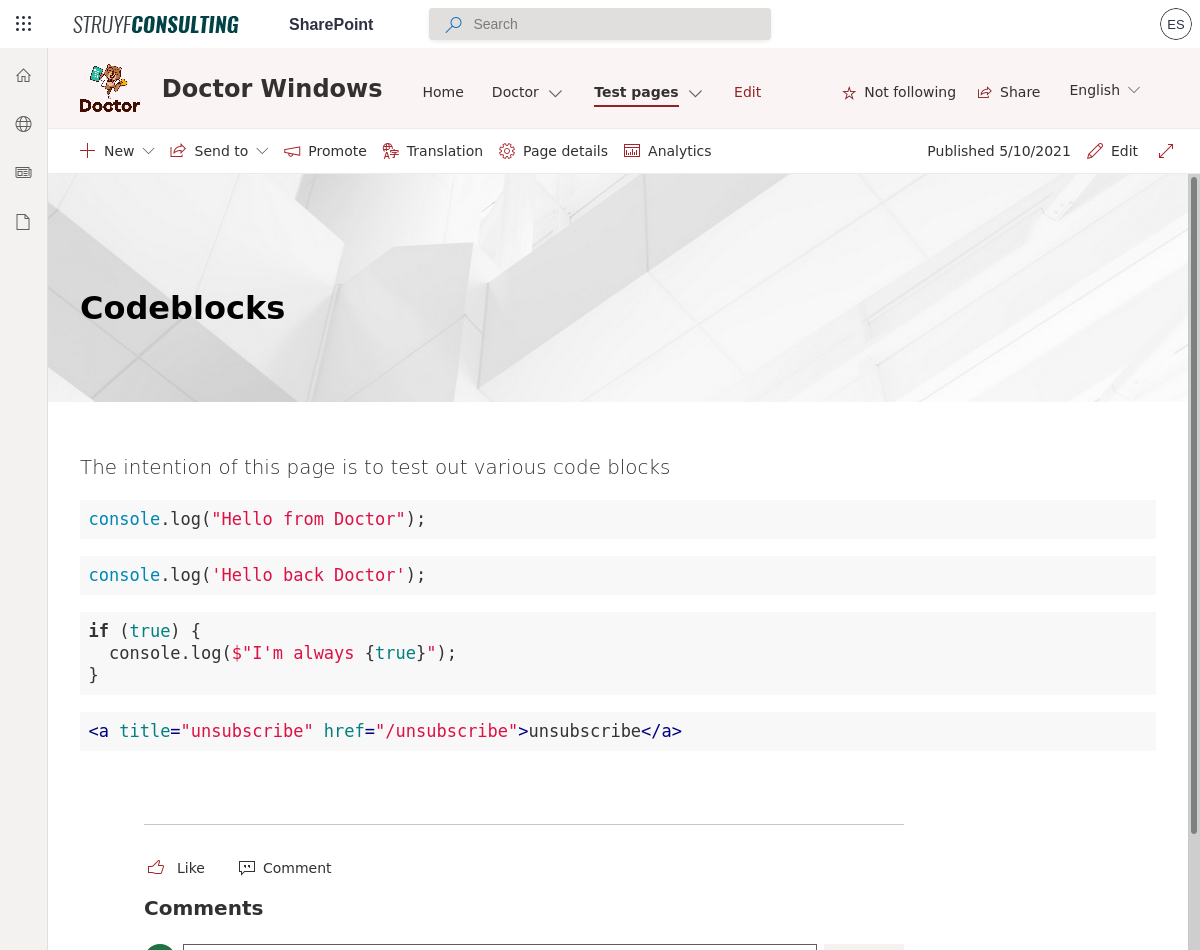 STRUYFCONSULTING SharePoint Search ES
Doctor
Doctor Windows Home Doctor Test pages Edit Not following Share English
New Send to Promote Translation Page details Analytics Published 5/10/2021 Edit
Codeblocks
The intention of this page is to test out various code blocks
console.log("Hello from Doctor");
console.log('Hello back Doctor');
if (true) {
  console.log($"I'm always {true}");
}
<a title="unsubscribe" href="/unsubscribe">unsubscribe</a>
Like Comment
Comments